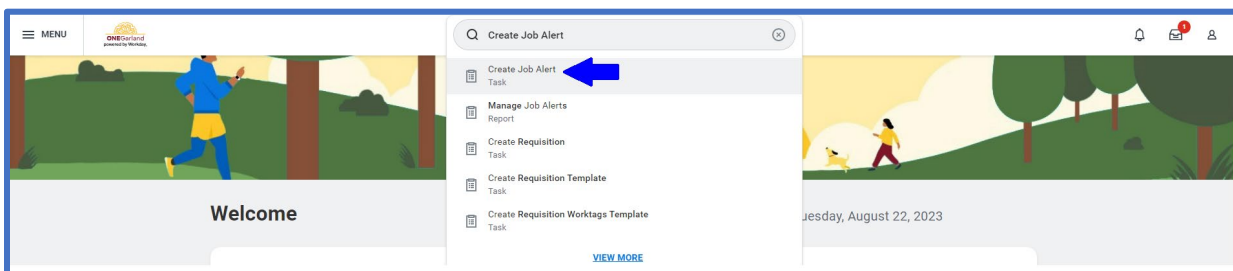 MENU
ONEGarland
powered by Workday.
Create Job Alert
1
Create Job Alert
Task
Manage Job Alerts
Report
Create Requisition
Task
Create Requisition Template
Task
Create Requisition Worktags Template
Task
VIEW MORE
Welcome
uesday, August 22, 2023